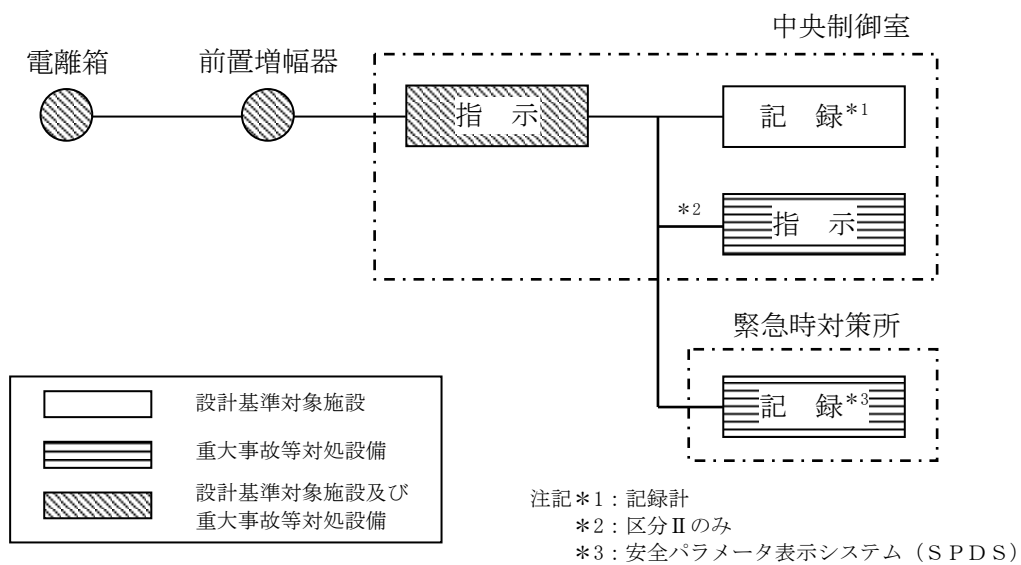 中央制御室
電離箱
前置増幅器
指　示
記　録*1
*2
指　示
緊急時対策所
記　録*3
設計基準対象施設
重大事故等対処設備
設計基準対象施設及び
重大事故等対処設備
注記*1：記録計
*2：区分Ⅱのみ
*3：安全パラメータ表示システム（ＳＰＤＳ）